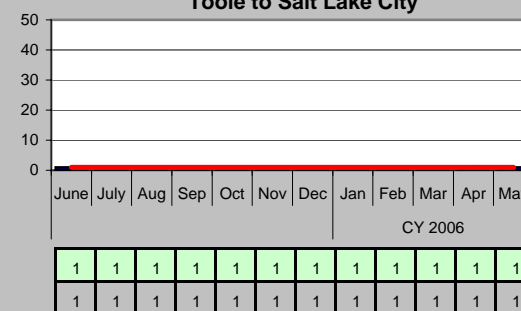 Toole to Salt Lake City
50
40
30
20
10
0
June July Aug Sep Oct Nov Dec Jan Feb Mar Apr Ma
CY 2006
1 1 1 1 1 1 1 1 1 1 1 1
1 1 1 1 1 1 1 1 1 1 1 1